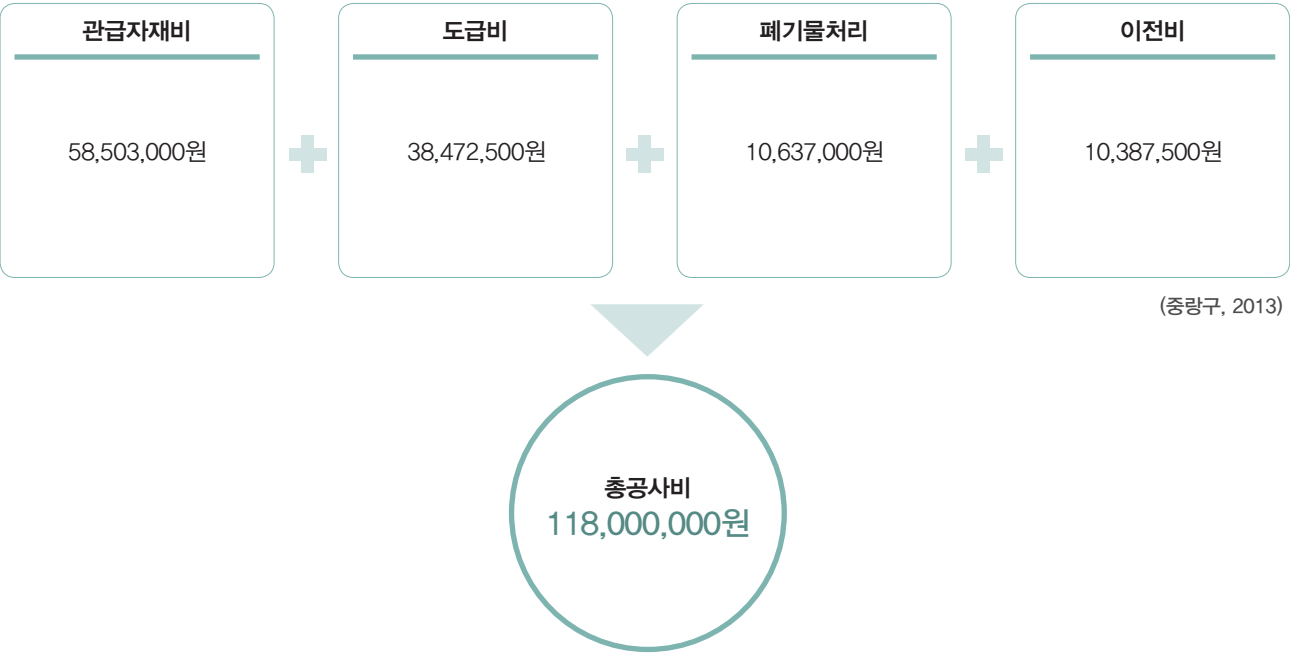 관급자재비
58,503,000원
도급비
38,472,500원
폐기물처리
10,637,000원
이전비
10,387,500원
(중랑구, 2013)
총공사비
118,000,000원